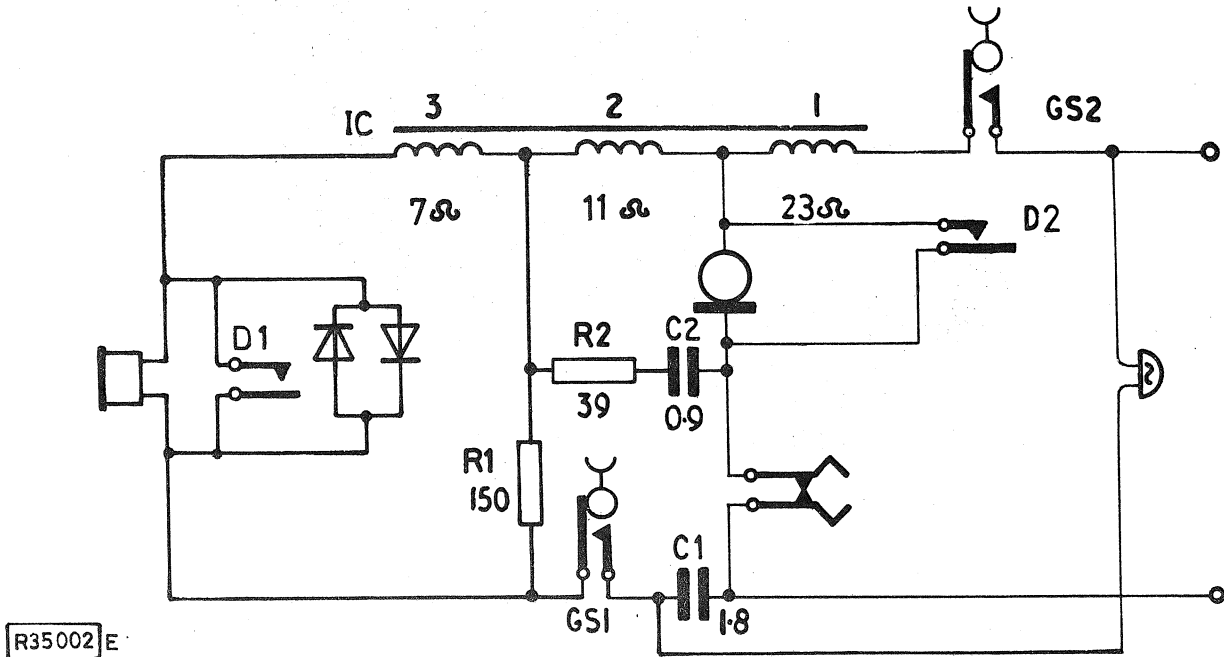 IC 3 2 1 GS2
7Ω 11Ω 23Ω D2
D1
R2 C2
39 0.9
R1
150
C1
GS1 1.8
R35002 E